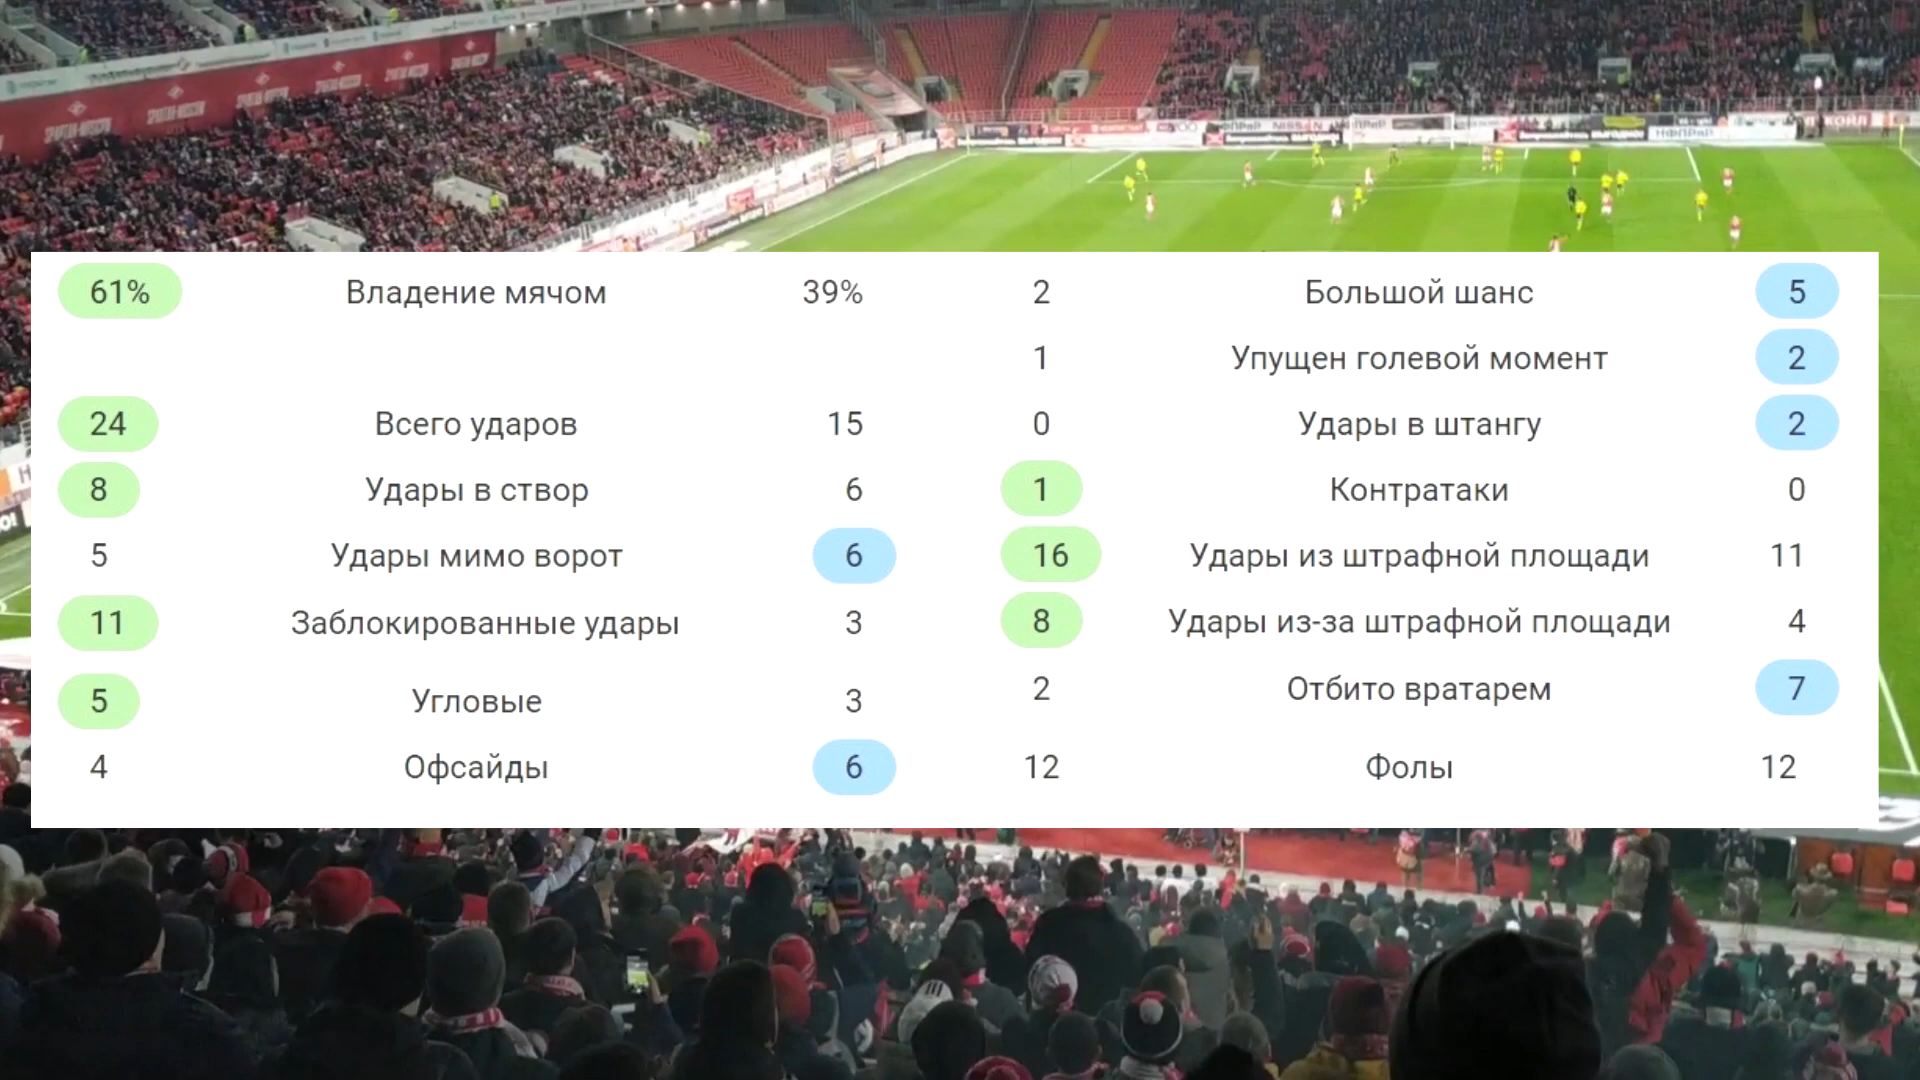 SPARTAK-MOSCOW
61% Владение мячом 39%
24 Всего ударов 15
8 Удары в створ 6
5 Удары мимо ворот 6
11 Заблокированные удары 3
5 Угловые 3
4 Офсайды 6
2 Большой шанс 5
1 Упущен голевой момент 2
0 Удары в штангу 2
1 Контратаки 0
16 Удары из штрафной площади 11
8 Удары из-за штрафной площади 4
2 Отбито вратарем 7
12 Фолы 12